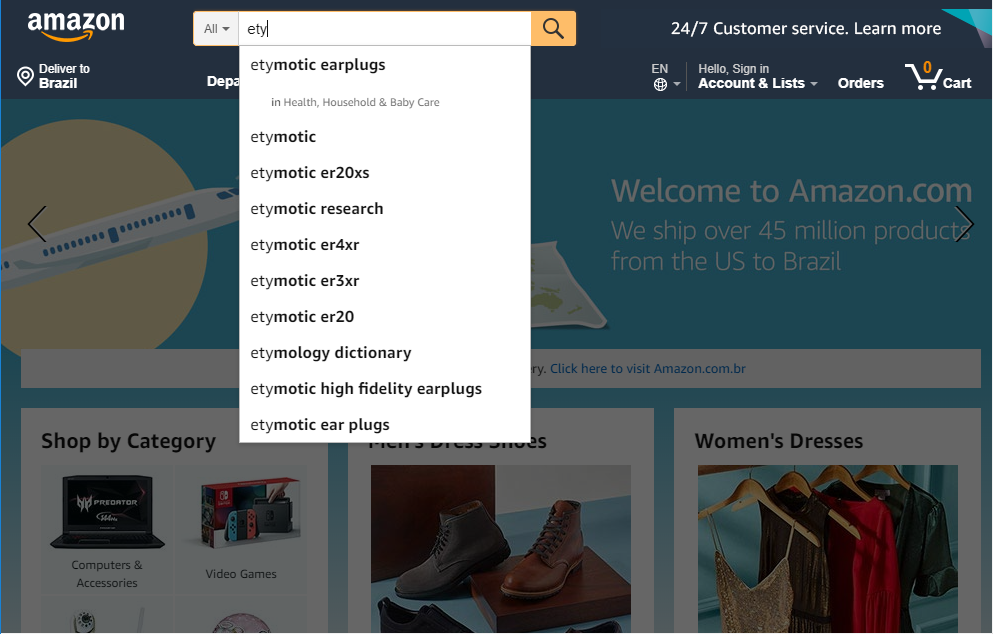 amazon
All
ety
24/7 Customer service. Learn more
Deliver to
Brazil
Depa
EN
Hello, Sign in
Account & Lists
Orders
0
Cart
etymotic earplugs
in Health, Household & Baby Care
etymotic
etymotic er20xs
etymotic research
etymotic er4xr
etymotic er3xr
etymotic er20
etymology dictionary
etymotic high fidelity earplugs
etymotic ear plugs
Welcome to Amazon.com
We ship over 45 million products
from the US to Brazil
ry. Click here to visit Amazon.com.br
Shop by Category
Men's Dress Shoes
Women's Dresses
PREDATOR
Computers &
Accessories
Video Games